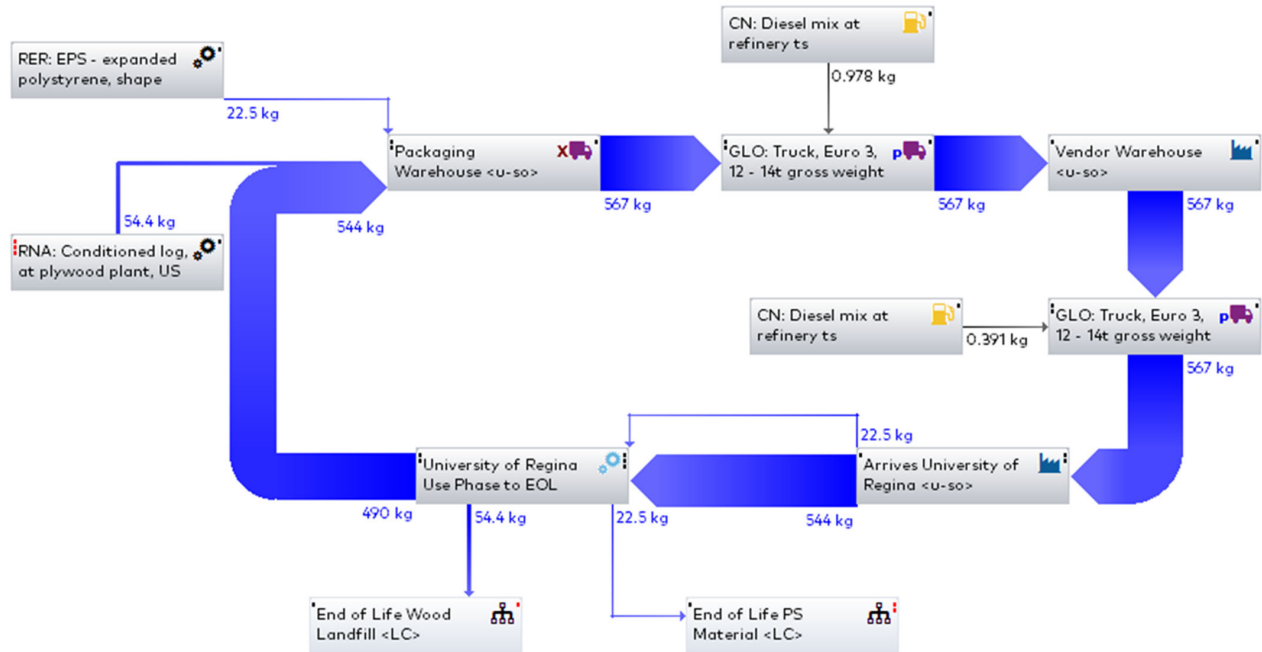 CN: Diesel mix at
refinery ts
RER: EPS - expanded
polystyrene, shape
0.978 kg
22.5 kg
Packaging
Warehouse <u-so>
X
GLO: Truck, Euro 3,
12 - 14t gross weight
p
Vendor Warehouse
<u-so>
567 kg
567 kg
567 kg
54.4 kg
544 kg
RNA: Conditioned log,
at plywood plant, US
CN: Diesel mix at
refinery ts
0.391 kg
GLO: Truck, Euro 3,
12 - 14t gross weight
p
567 kg
22.5 kg
University of Regina
Use Phase to EOL
Arrives University of
Regina <u-so>
490 kg
54.4 kg
22.5 kg
544 kg
End of Life Wood
Landfill <LC>
End of Life PS
Material <LC>